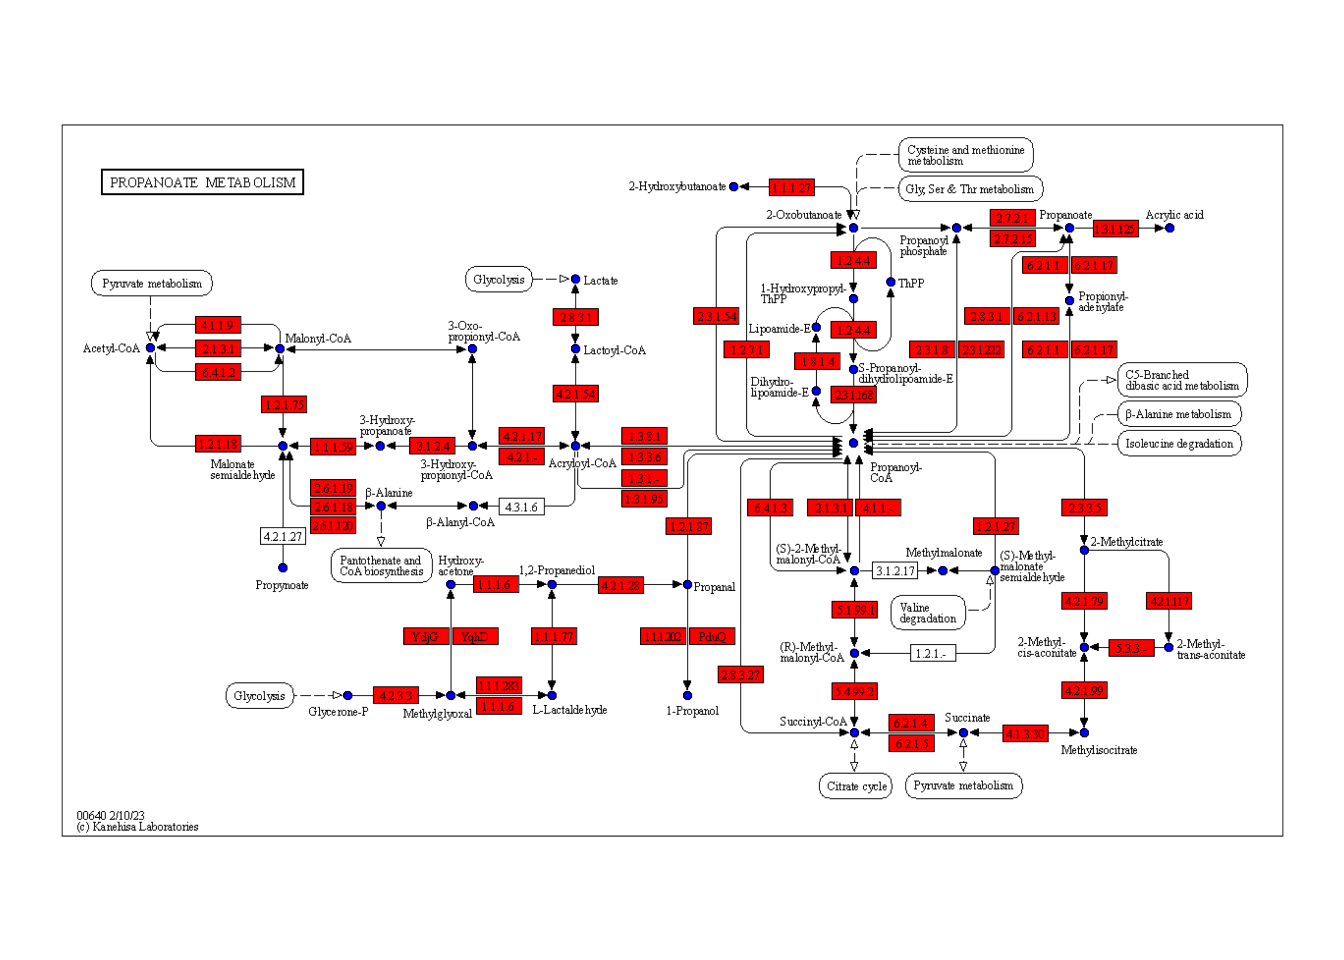 PROPANOATE METABOLISM
Cysteine and methionine
metabolism
Gly, Ser & Thr metabolism
2-Hydroxybutanoate
1.1.1.27
2-Oxobutanoate
Propanoyl
phosphate
2.7.2.1
2.7.2.15
Propanoate
1.3.1.125
Acrylic acid
1.2.4.4
ThPP
1-Hydroxypropyl-
ThPP
6.2.1.1
6.2.1.17
Propionyl-
adenylate
Pyruvate metabolism
Glycolysis
Lactate
2.8.3.1
Lactoyl-CoA
4.2.1.54
4.1.1.9
Malonyl-CoA
Acetyl-CoA
2.1.3.1
6.4.1.2
3-Oxo-
propionyl-CoA
2.3.1.54
1.2.7.1
Lipoamide-E
1.2.4.4
1.8.1.4
S-Propanoyl-
dihydrolipoamide-E
Dihydro-
lipoamide-E
2.3.1.168
2.8.3.1
6.2.1.13
2.3.1.8
2.3.1.222
6.2.1.1
6.2.1.17
C5-Branched
dibasic acid metabolism
β-Alanine metabolism
Isoleucine degradation
1.2.1.75
1.2.1.18
Malonate
semialdehyde
1.1.1.59
3-Hydroxy-
propanoate
3.1.2.4
3-Hydroxy-
propionyl-CoA
4.2.1.17
4.2.1.-
Acryloyl-CoA
1.3.8.1
1.3.3.6
1.3.1.-
1.3.1.95
Propanoyl-
CoA
2.6.1.19
2.6.1.18
2.6.1.120
β-Alanine
β-Alanyl-CoA
4.3.1.6
4.2.1.27
Propynoate
Pantothenate and
CoA biosynthesis
1.2.1.87
6.4.1.3
2.1.3.1
4.1.1.-
1.2.1.27
2.3.3.5
2-Methylcitrate
(S)-2-Methyl-
malonyl-CoA
3.1.2.17
Methylmalonate
(S)-Methyl-
malonate
semialdehyde
Valine
degradation
Hydroxy-
acetone
1.1.1.6
1,2-Propanediol
4.2.1.28
Propanal
5.1.99.1
4.2.1.79
4.2.1.117
YdjG
YqhD
1.1.1.77
1.1.1.202
PduQ
(R)-Methyl-
malonyl-CoA
1.2.1.-
2-Methyl-
cis-aconitate
5.3.3.-
2-Methyl-
trans-aconitate
2.8.3.27
5.4.99.2
4.2.1.99
Glycolysis
Glycerone-P
4.2.3.3
Methylglyoxal
1.1.1.283
1.1.1.6
L-Lactaldehyde
1-Propanol
Succinyl-CoA
6.2.1.4
6.2.1.5
Succinate
4.1.3.30
Methylisocitrate
Citrate cycle
Pyruvate metabolism
00640 2/10/23
(c) Kanehisa Laboratories